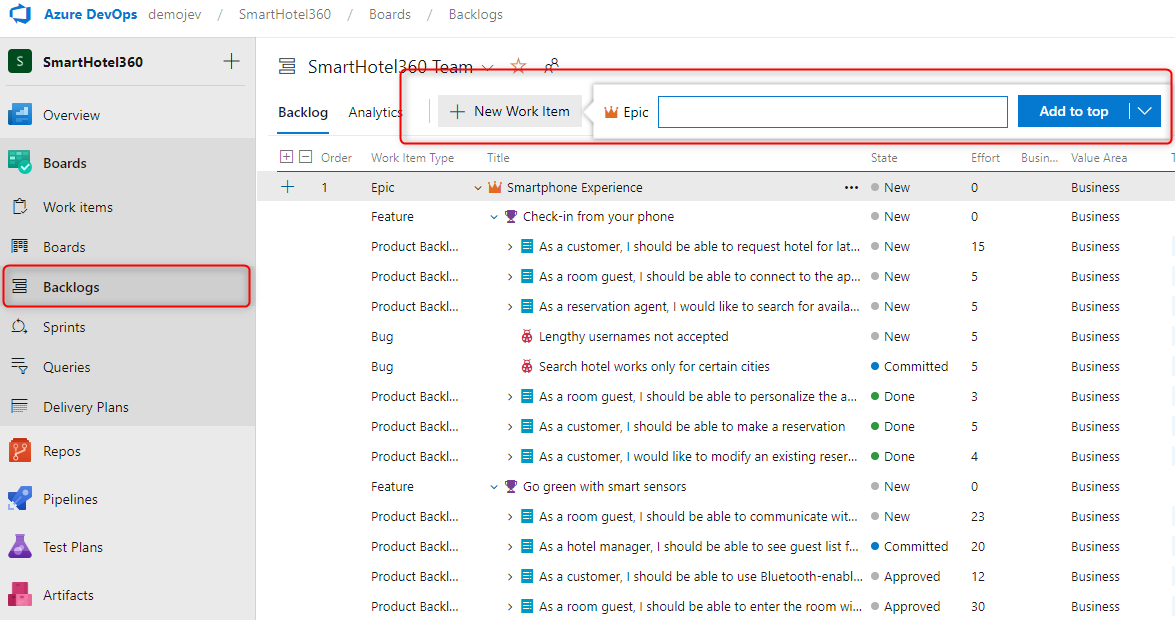 Azure DevOps demojev / SmartHotel360 / Boards / Backlogs
S SmartHotel360
Overview
Boards
Work items
Boards
Backlogs
Sprints
Queries
Delivery Plans
Repos
Pipelines
Test Plans
Artifacts
SmartHotel360 Team
Backlog Analytics New Work Item Epic Add to top
Order Work Item Type Title State Effort Busin... Value Area
1 Epic Smartphone Experience ••• New 0 Business
Feature Check-in from your phone New 0 Business
Product Backl... As a customer, I should be able to request hotel for lat... New 15 Business
Product Backl... As a room guest, I should be able to connect to the ap... New 5 Business
Product Backl... As a reservation agent, I would like to search for availa... New 5 Business
Bug Lengthy usernames not accepted New 5 Business
Bug Search hotel works only for certain cities Committed 5 Business
Product Backl... As a room guest, I should be able to personalize the a... Done 3 Business
Product Backl... As a customer, I should be able to make a reservation Done 5 Business
Product Backl... As a customer, I would like to modify an existing reser... Done 4 Business
Feature Go green with smart sensors New 0 Business
Product Backl... As a room guest, I should be able to communicate wit... New 23 Business
Product Backl... As a hotel manager, I should be able to see guest list f... Committed 20 Business
Product Backl... As a customer, I should be able to use Bluetooth-enabl... Approved 12 Business
Product Backl... As a room guest, I should be able to enter the room wi... Approved 30 Business